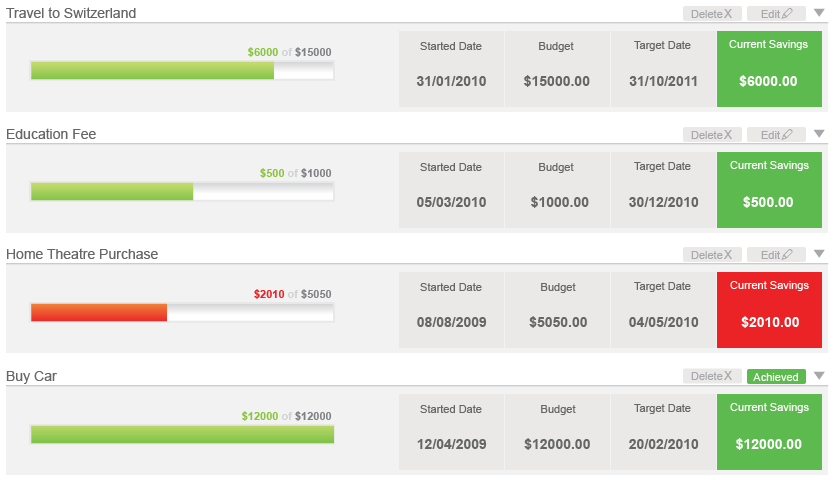 Travel to Switzerland DeleteX Edit
$6000 of $15000
Started Date Budget Target Date Current Savings
31/01/2010 $15000.00 31/10/2011 $6000.00
Education Fee DeleteX Edit
$500 of $1000
Started Date Budget Target Date Current Savings
05/03/2010 $1000.00 30/12/2010 $500.00
Home Theatre Purchase DeleteX Edit
$2010 of $5050
Started Date Budget Target Date Current Savings
08/08/2009 $5050.00 04/05/2010 $2010.00
Buy Car DeleteX Achieved
$12000 of $12000
Started Date Budget Target Date Current Savings
12/04/2009 $12000.00 20/02/2010 $12000.00